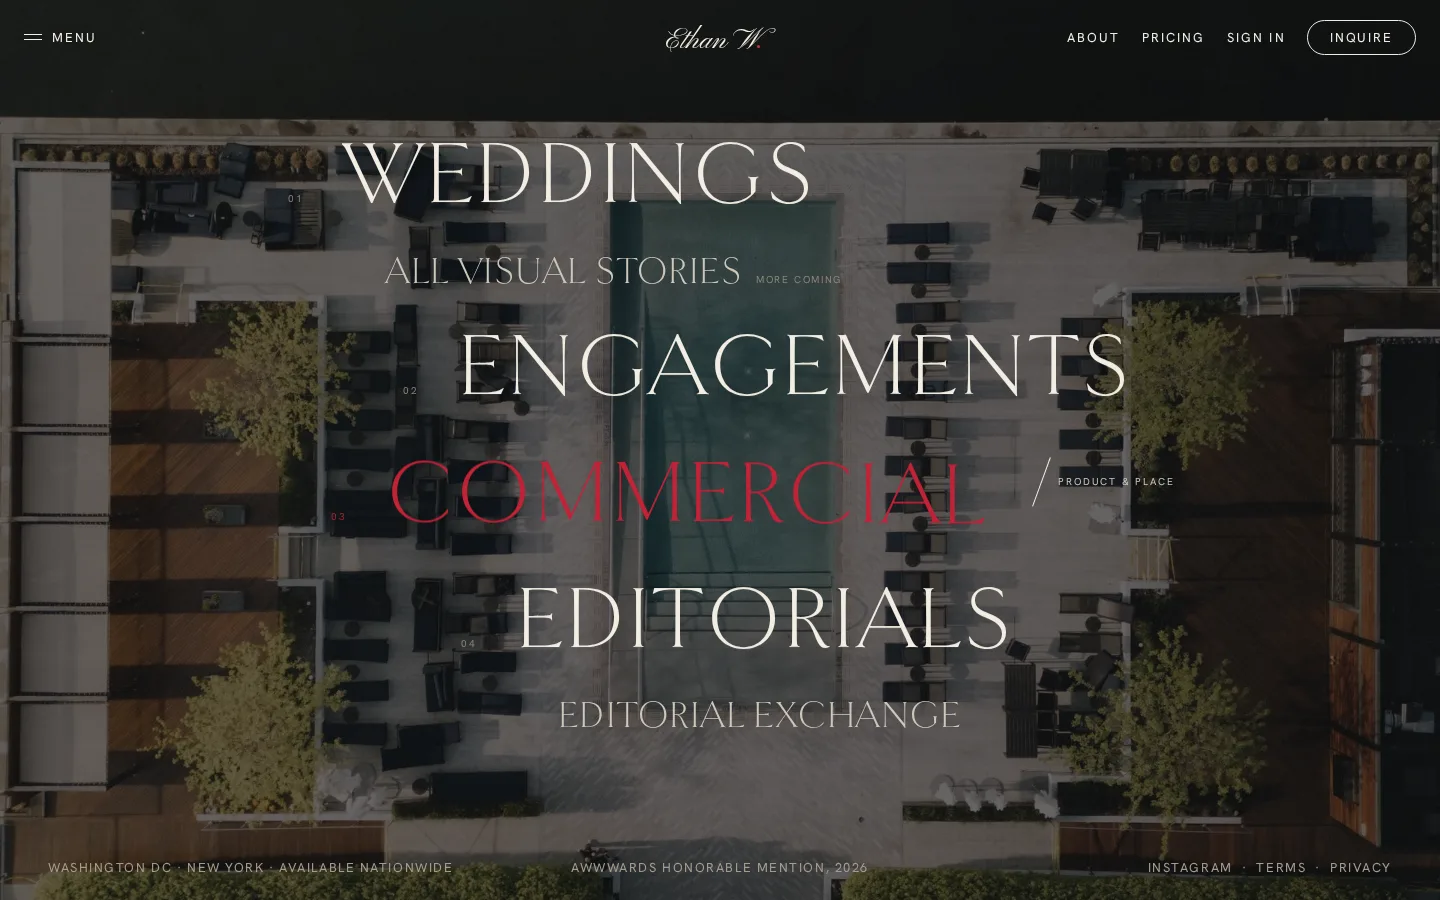 MENU
Ethan W.
ABOUT
PRICING
SIGN IN
INQUIRE
01
WEDDINGS
ALL VISUAL STORIES
MORE COMING
02
ENGAGEMENTS
03
COMMERCIAL
PRODUCT & PLACE
04
EDITORIALS
EDITORIAL EXCHANGE
WASHINGTON DC · NEW YORK · AVAILABLE NATIONWIDE
AWWWARDS HONORABLE MENTION, 2026
INSTAGRAM · TERMS · PRIVACY